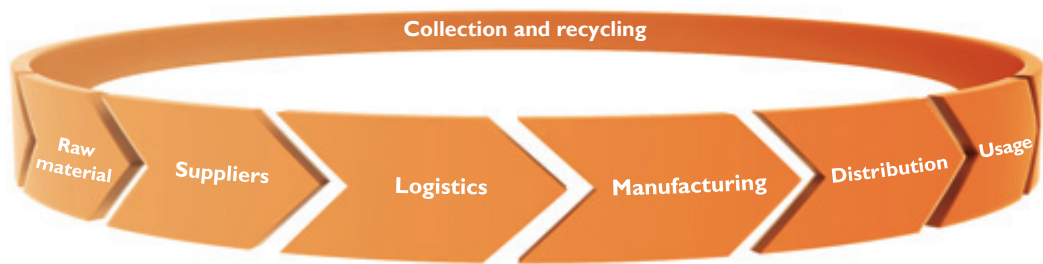 Collection and recycling
Raw
material
Suppliers
Logistics
Manufacturing
Distribution
Usage